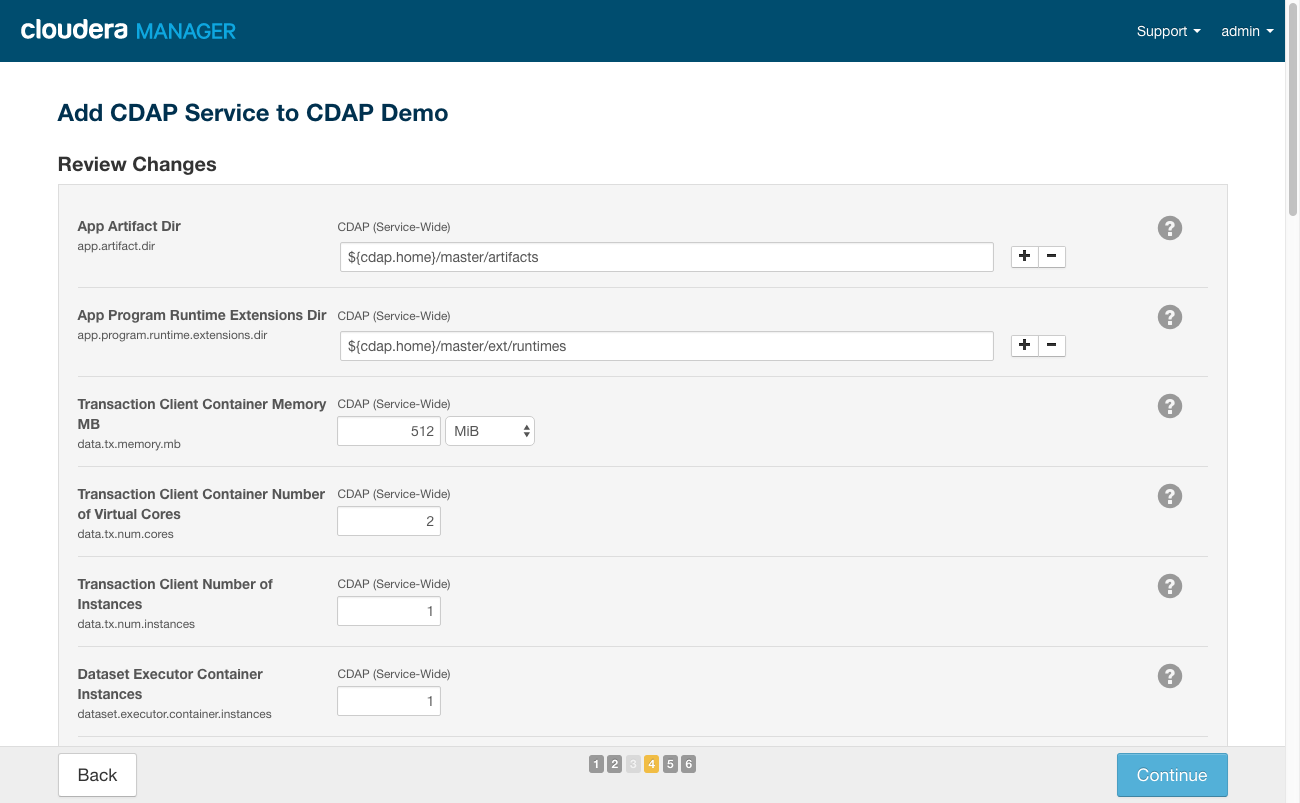 cloudera MANAGER
Support admin
Add CDAP Service to CDAP Demo
Review Changes
App Artifact Dir
app.artifact.dir
CDAP (Service-Wide)
${cdap.home}/master/artifacts
+ -
?
App Program Runtime Extensions Dir
app.program.runtime.extensions.dir
CDAP (Service-Wide)
${cdap.home}/master/ext/runtimes
+ -
?
Transaction Client Container Memory
MB
data.tx.memory.mb
CDAP (Service-Wide)
512 MiB
?
Transaction Client Container Number
of Virtual Cores
data.tx.num.cores
CDAP (Service-Wide)
2
?
Transaction Client Number of
Instances
data.tx.num.instances
CDAP (Service-Wide)
1
?
Dataset Executor Container
Instances
dataset.executor.container.instances
CDAP (Service-Wide)
1
?
Back
1 2 3 4 5 6
Continue